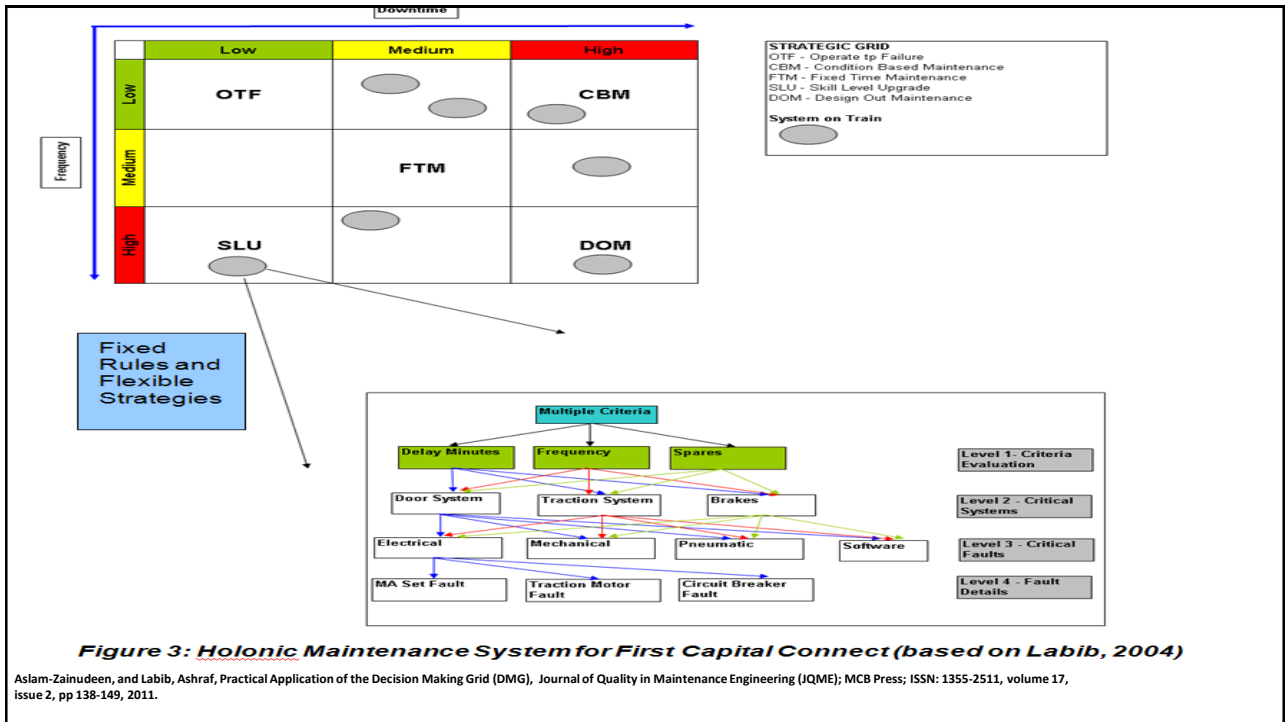 Downtime
Low Medium High
Low
OTF CBM
Frequency
Medium
FTM
High
SLU DOM
STRATEGIC GRID
OTF - Operate tp Failure
CBM - Condition Based Maintenance
FTM - Fixed Time Maintenance
SLU - Skill Level Upgrade
DOM - Design Out Maintenance
System on Train
Fixed
Rules and
Flexible
Strategies
Multiple Criteria
Delay Minutes Frequency Spares
Level 1- Criteria
Evaluation
Door System Traction System Brakes
Level 2 - Critical
Systems
Electrical Mechanical Pneumatic Software
Level 3 - Critical
Faults
MA Set Fault Traction Motor
Fault Circuit Breaker
Fault
Level 4 - Fault
Details
Figure 3: Holonic Maintenance System for First Capital Connect (based on Labib, 2004)
Aslam-Zainudeen, and Labib, Ashraf, Practical Application of the Decision Making Grid (DMG), Journal of Quality in Maintenance Engineering (JQME); MCB Press; ISSN: 1355-2511, volume 17,
issue 2, pp 138-149, 2011.